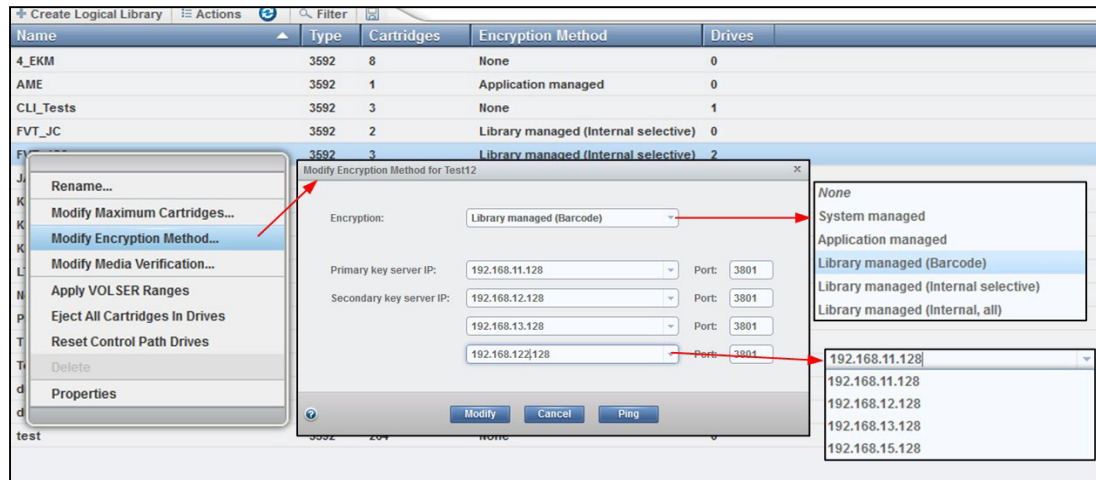 Create Logical Library Actions Filter
Name Type Cartridges Encryption Method Drives
4_EKM 3592 8 None 0
AME 3592 1 Application managed 0
CLI_Tests 3592 3 None 1
FVT_JC 3592 2 Library managed (Internal selective) 0
3592 3 Library managed (Internal selective) 2
Rename...
Modify Maximum Cartridges...
Modify Encryption Method...
Modify Media Verification...
Apply VOLSER Ranges
Eject All Cartridges In Drives
Reset Control Path Drives
Delete
Properties
Modify Encryption Method for Test12 x
Encryption: Library managed (Barcode)
Primary key server IP: 192.168.11.128 Port: 3801
Secondary key server IP: 192.168.12.128 Port: 3801
192.168.13.128 Port: 3801
192.168.122.128 Port: 3801
Modify Cancel Ping
None
System managed
Application managed
Library managed (Barcode)
Library managed (Internal selective)
Library managed (Internal, all)
192.168.11.128
192.168.11.128
192.168.12.128
192.168.13.128
192.168.15.128
test 3592 204 None 0